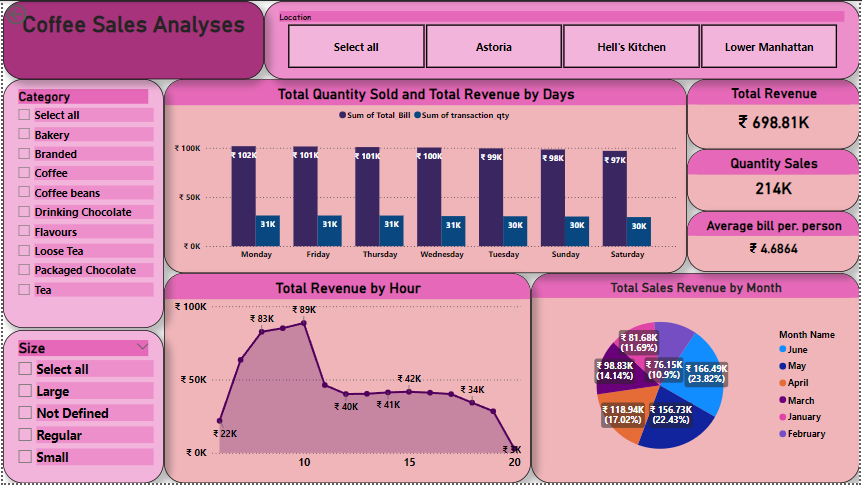 Coffee Sales Analyses
Location
Select all
Astoria
Hell's Kitchen
Lower Manhattan
Category
Select all
Bakery
Branded
Coffee
Coffee beans
Drinking Chocolate
Flavours
Loose Tea
Packaged Chocolate
Tea
Size
Select all
Large
Not Defined
Regular
Small
Total Quantity Sold and Total Revenue by Days
Sum of Total Bill Sum of transaction qty
₹ 100K
₹ 50K
₹ 0K
₹ 102K ₹ 101K ₹ 101K ₹ 100K ₹ 99K ₹ 98K ₹ 97K
31K 31K 31K 31K 30K 30K 30K
Monday Friday Thursday Wednesday Tuesday Sunday Saturday
Total Revenue
₹ 698.81K
Quantity Sales
214K
Average bill per. person
₹ 4.6864
Total Revenue by Hour
₹ 100K
₹ 50K
₹ 0K
₹ 22K
₹ 83K
₹ 89K
₹ 40K
₹ 41K
₹ 42K
₹ 34K
₹ 3K
10 15 20
Total Sales Revenue by Month
₹ 81.68K
(11.69%)
₹ 76.15K
(10.9%)
₹ 166.49K
(23.82%)
₹ 98.83K
(14.14%)
₹ 118.94K
(17.02%)
₹ 156.73K
(22.43%)
Month Name
June
May
April
March
January
February